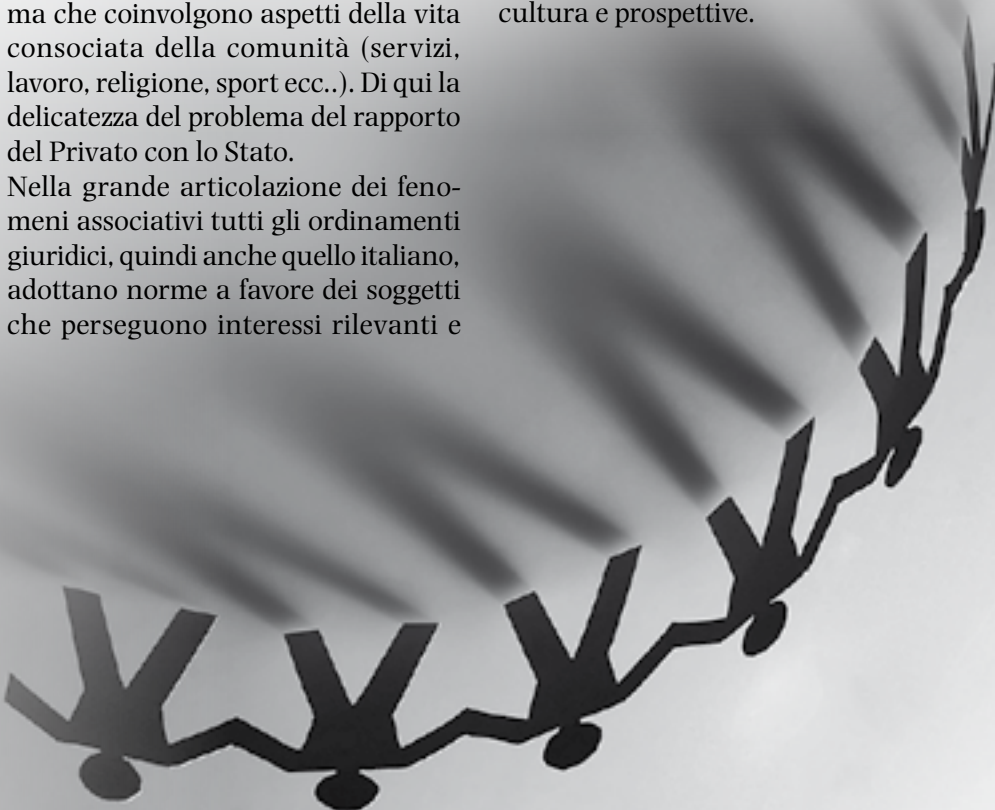 ma che coinvolgono aspetti della vita
consociata della comunità (servizi,
lavoro, religione, sport ecc..). Di qui la
delicatezza del problema del rapporto
del Privato con lo Stato.
Nella grande articolazione dei feno-
meni associativi tutti gli ordinamenti
giuridici, quindi anche quello italiano,
adottano norme a favore dei soggetti
che perseguono interessi rilevanti e
cultura e prospettive.